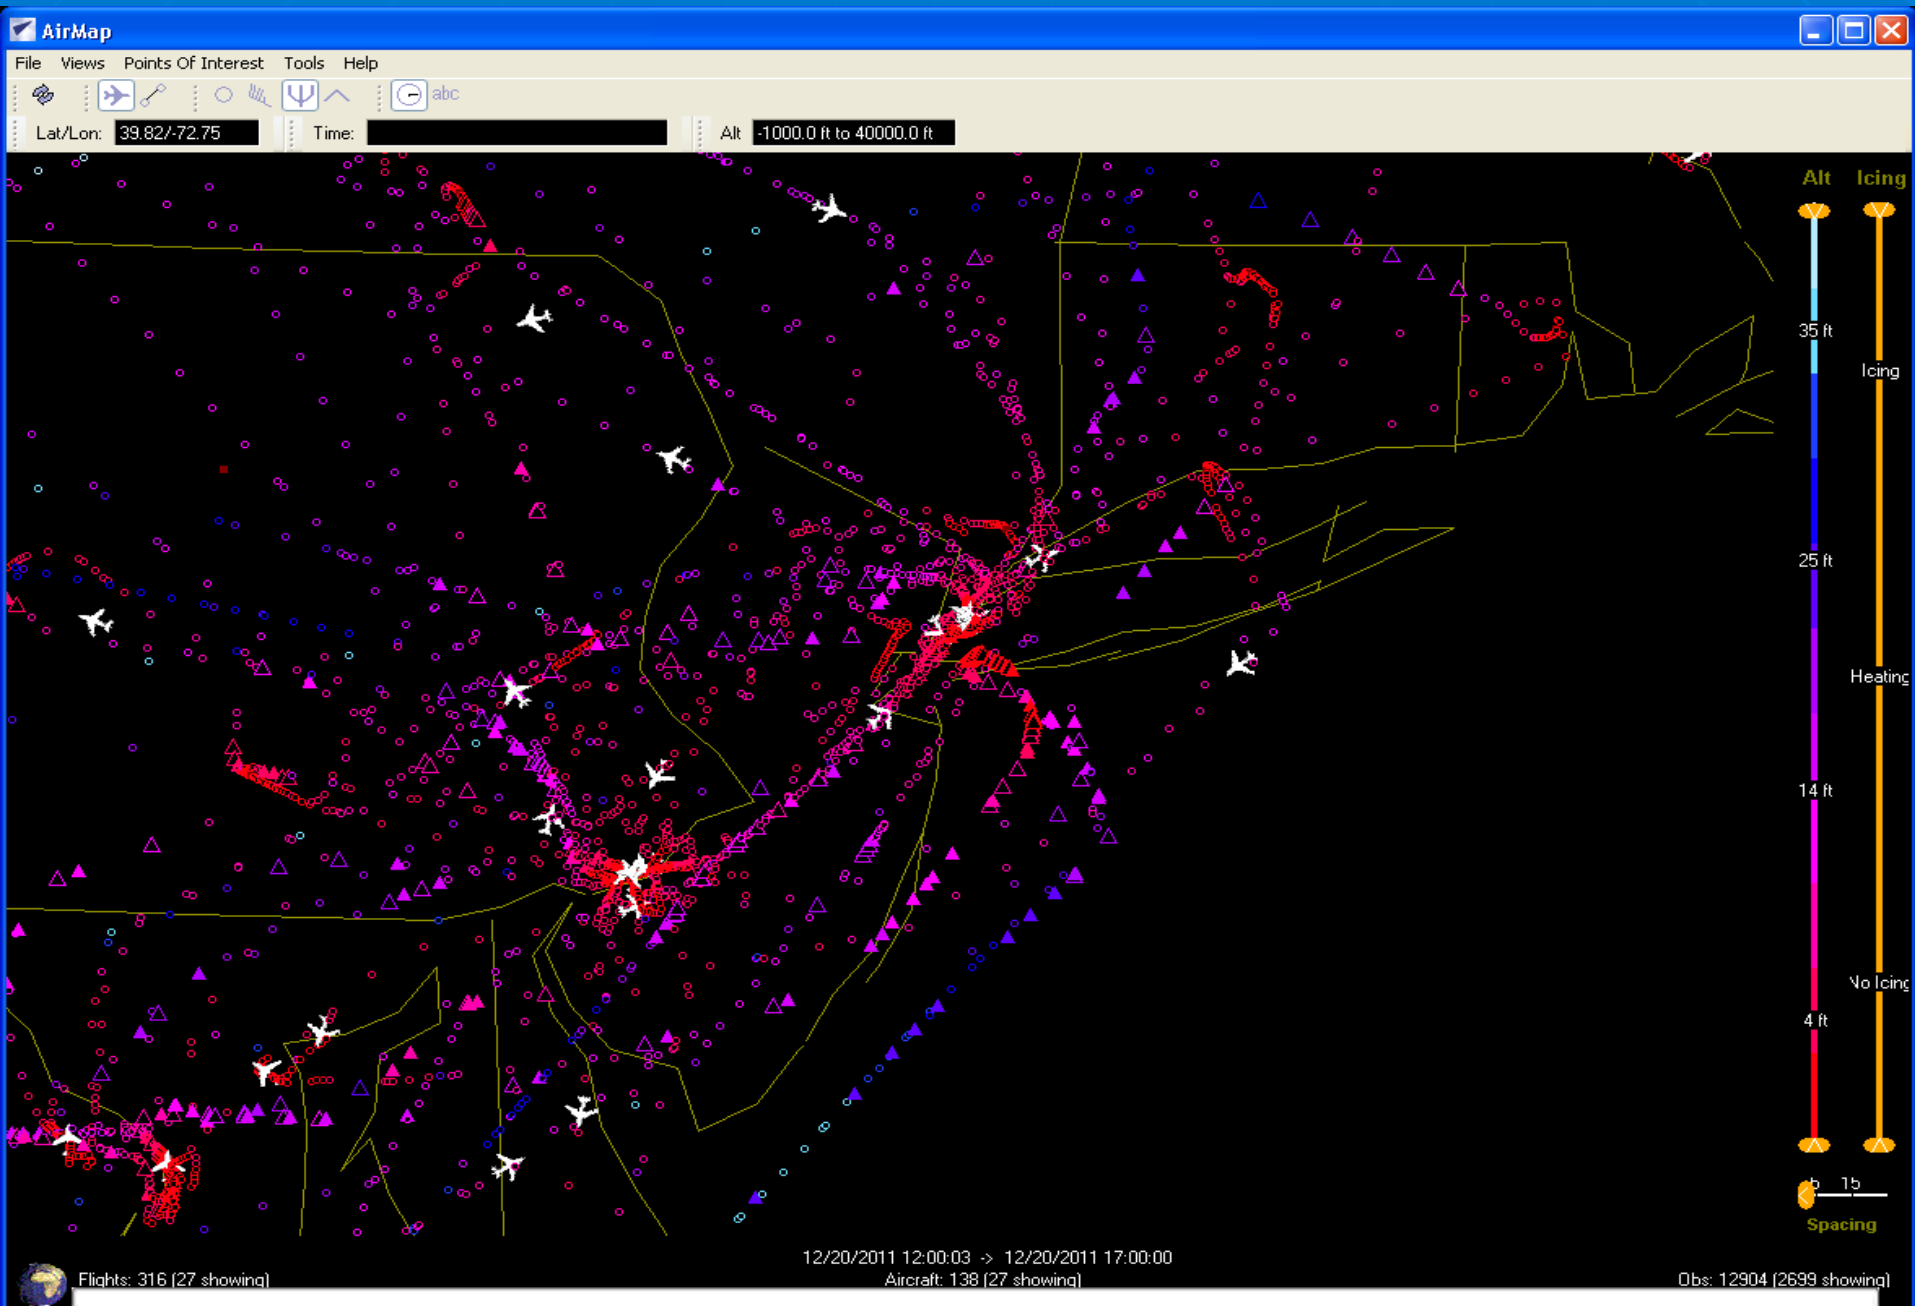 AirMap
File Views Points Of Interest Tools Help
abc
Lat/Lon: 39.82/-72.75 Time: Alt -1000.0 ft to 40000.0 ft
Alt Icing
35 ft
Icing
25 ft
Heating
14 ft
No Icing
4 ft
5 15
Spacing
12/20/2011 12:00:03 -> 12/20/2011 17:00:00
Flights: 316 (27 showing) Aircraft: 138 (27 showing) Obs: 12904 (2699 showing)